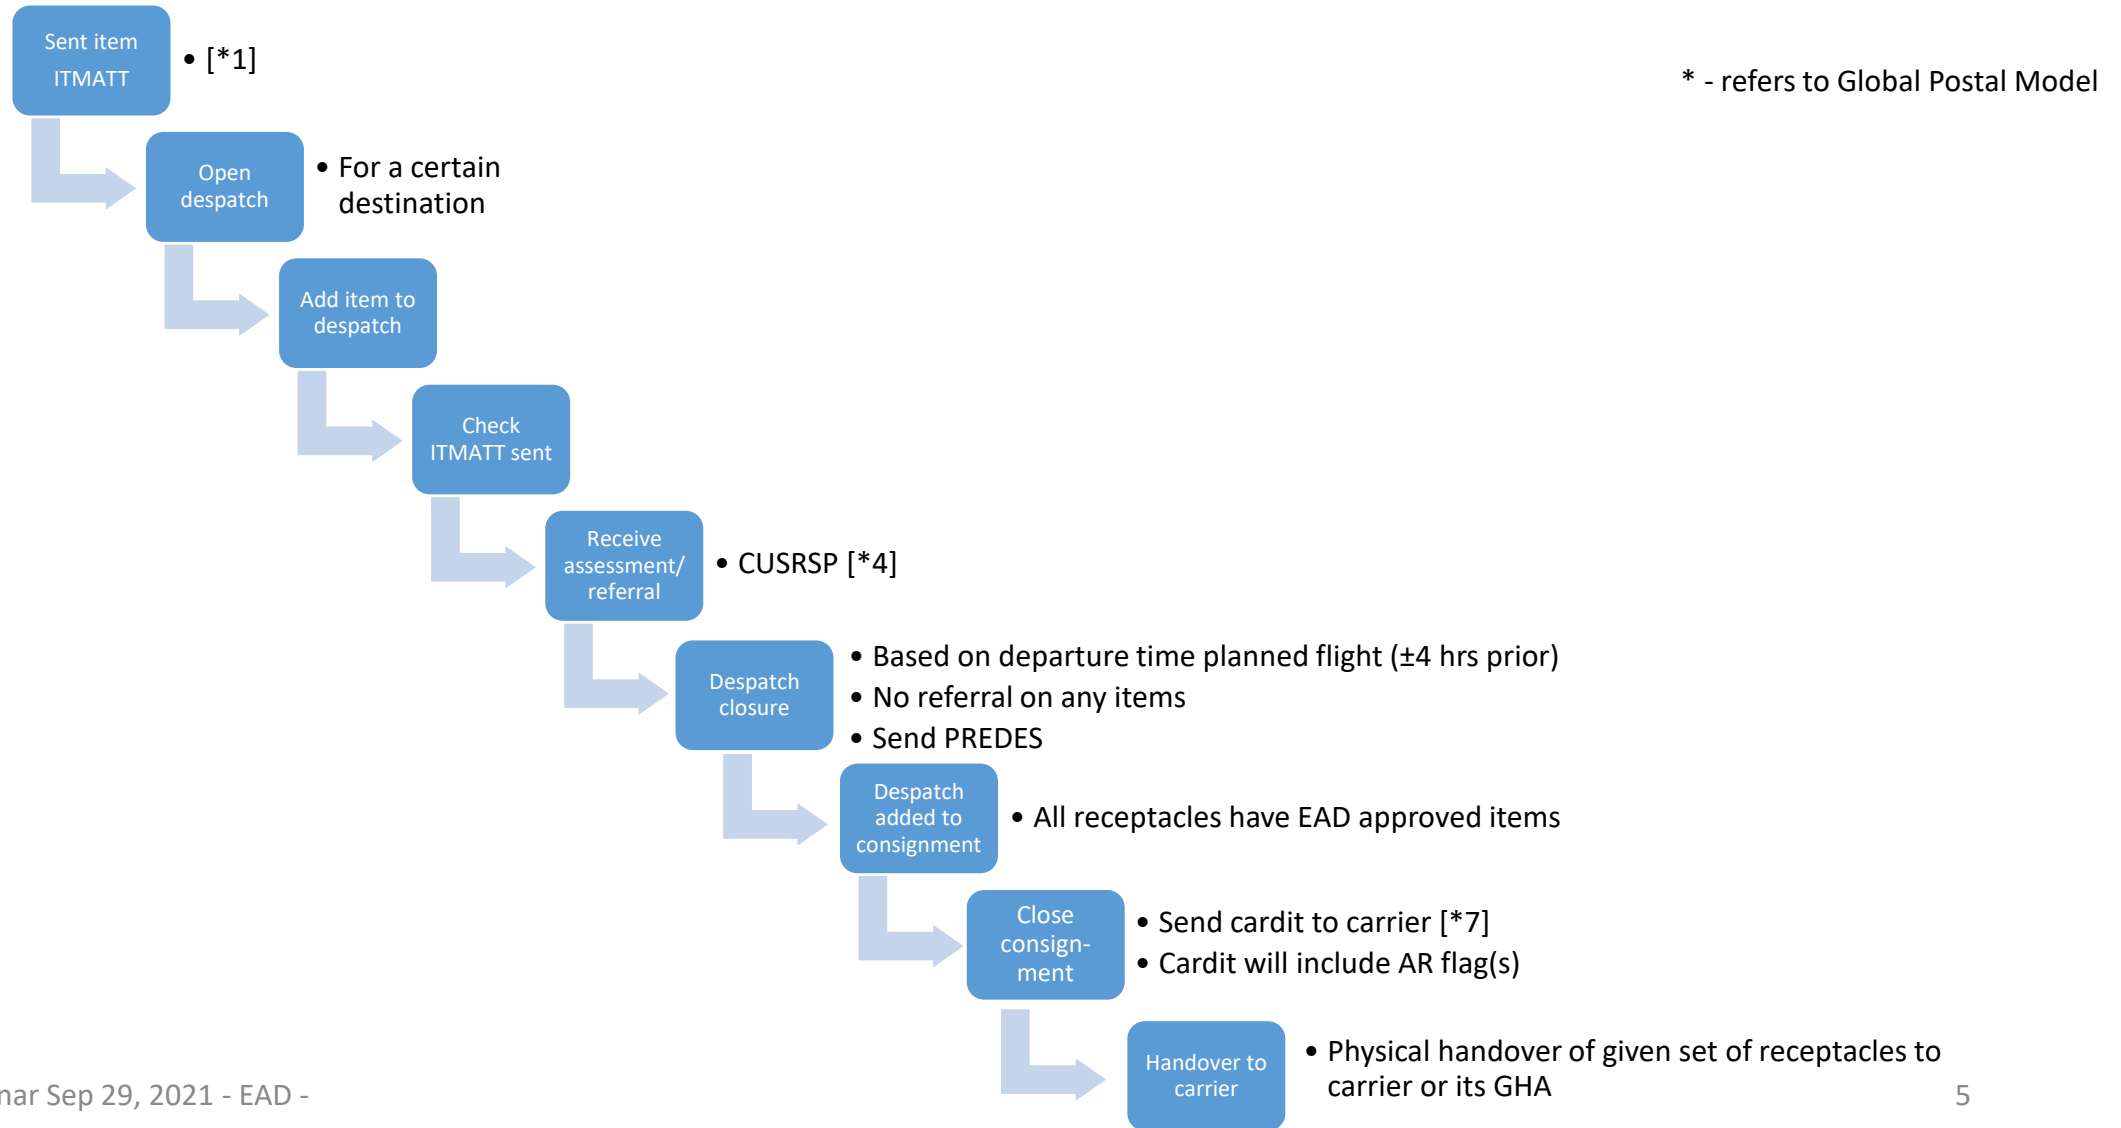 Sent item
ITMATT
• [*1]
* - refers to Global Postal Model
Open
despatch
• For a certain
destination
Add item to
despatch
Check
ITMATT sent
Receive
assessment/
referral
• CUSRSP [*4]
Despatch
closure
• Based on departure time planned flight (±4 hrs prior)
• No referral on any items
• Send PREDES
Despatch
added to
consignment
• All receptacles have EAD approved items
Close
consign-
ment
• Send cardit to carrier [*7]
• Cardit will include AR flag(s)
Handover to
carrier
• Physical handover of given set of receptacles to
carrier or its GHA
nar Sep 29, 2021 - EAD -
5